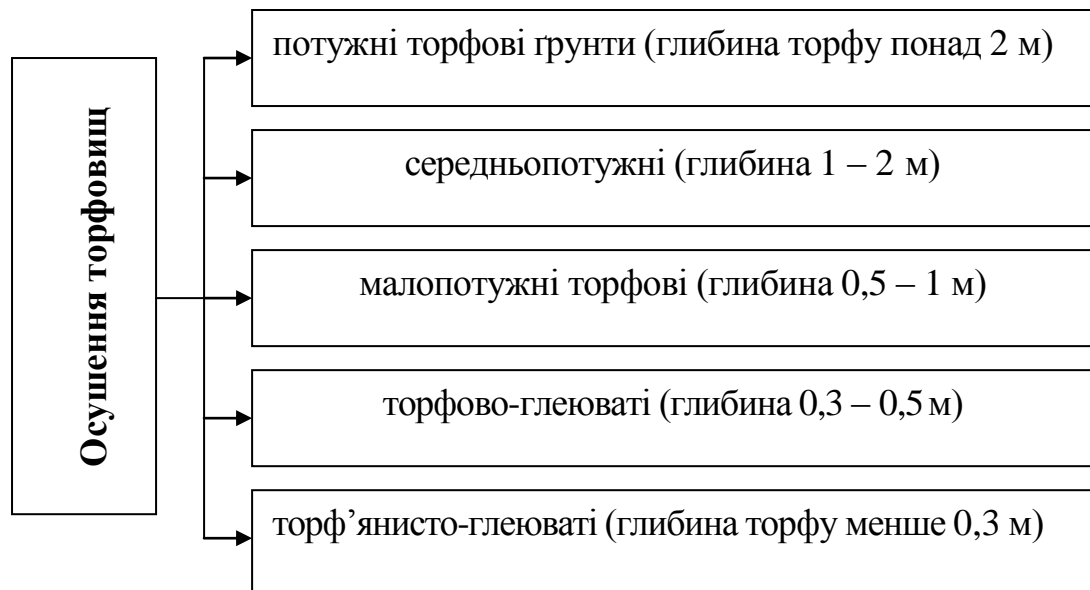 Осушення торфовищ
потужні торфові ґрунти (глибина торфу понад 2 м)
середньопотужні (глибина 1 – 2 м)
малопотужні торфові (глибина 0,5 – 1 м)
торфово-глеюваті (глибина 0,3 – 0,5 м)
торф’янисто-глеюваті (глибина торфу менше 0,3 м)